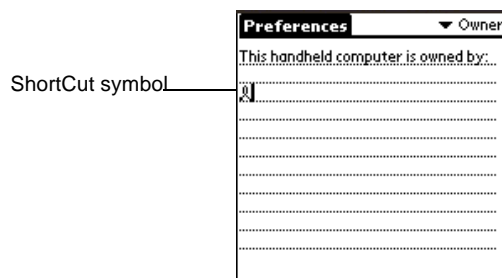 Preferences ▼ Owner
This handheld computer is owned by:
ShortCut symbol